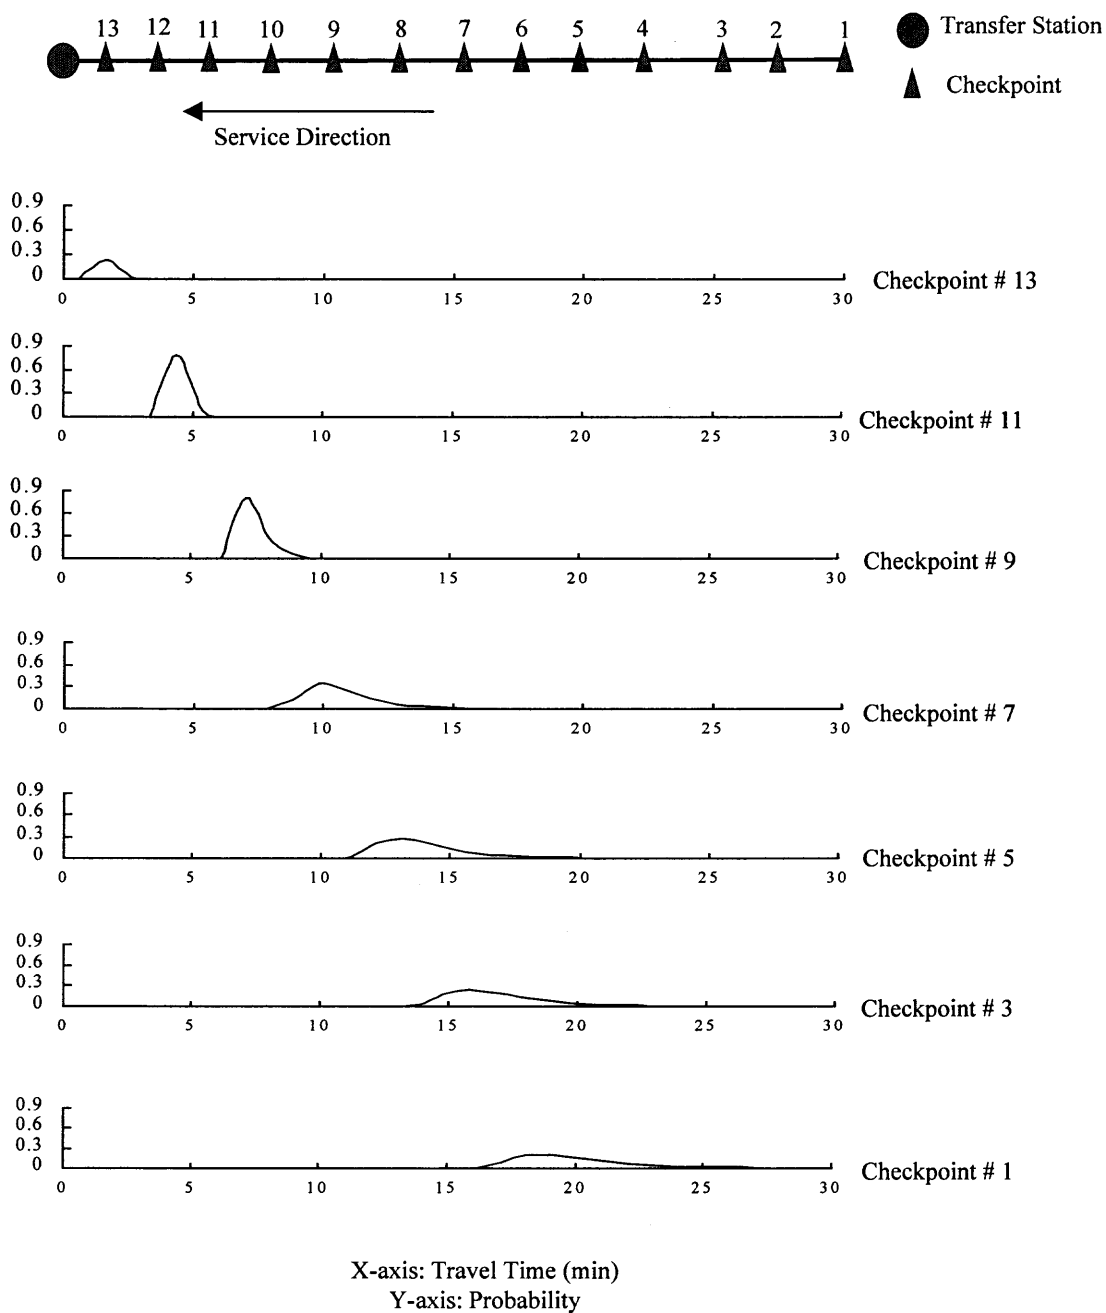 13 12 11 10 9 8 7 6 5 4 3 2 1
Transfer Station
Checkpoint
Service Direction
0.9
0.6
0.3
0
0 5 10 15 20 25 30
Checkpoint # 13
0.9
0.6
0.3
0
0 5 10 15 20 25 30
Checkpoint # 11
0.9
0.6
0.3
0
0 5 10 15 20 25 30
Checkpoint # 9
0.9
0.6
0.3
0
0 5 10 15 20 25 30
Checkpoint # 7
0.9
0.6
0.3
0
0 5 10 15 20 25 30
Checkpoint # 5
0.9
0.6
0.3
0
0 5 10 15 20 25 30
Checkpoint # 3
0.9
0.6
0.3
0
0 5 10 15 20 25 30
Checkpoint # 1
X-axis: Travel Time (min)
Y-axis: Probability